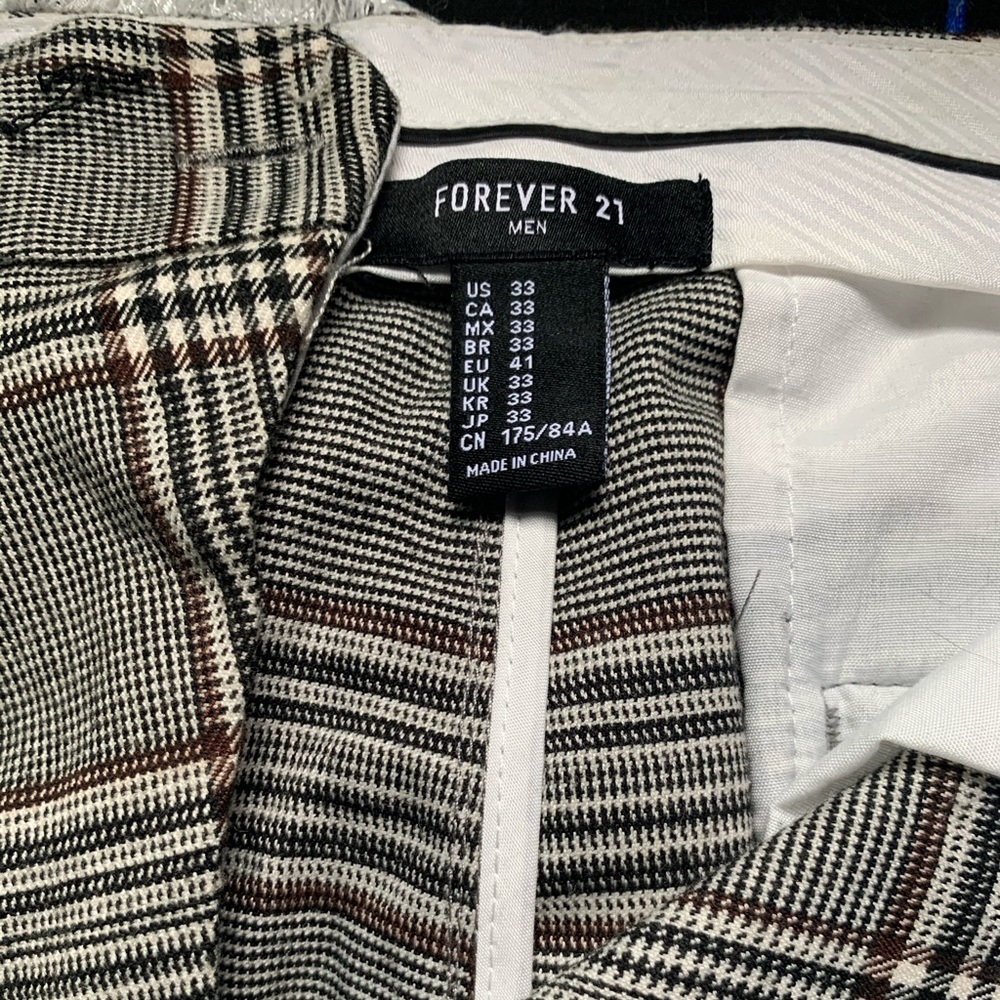 FOREVER 21
MEN
US 33
CA 33
MX 33
BR 33
EU 41
UK 33
KR 33
JP 33
CN 175/84A
MADE IN CHINA